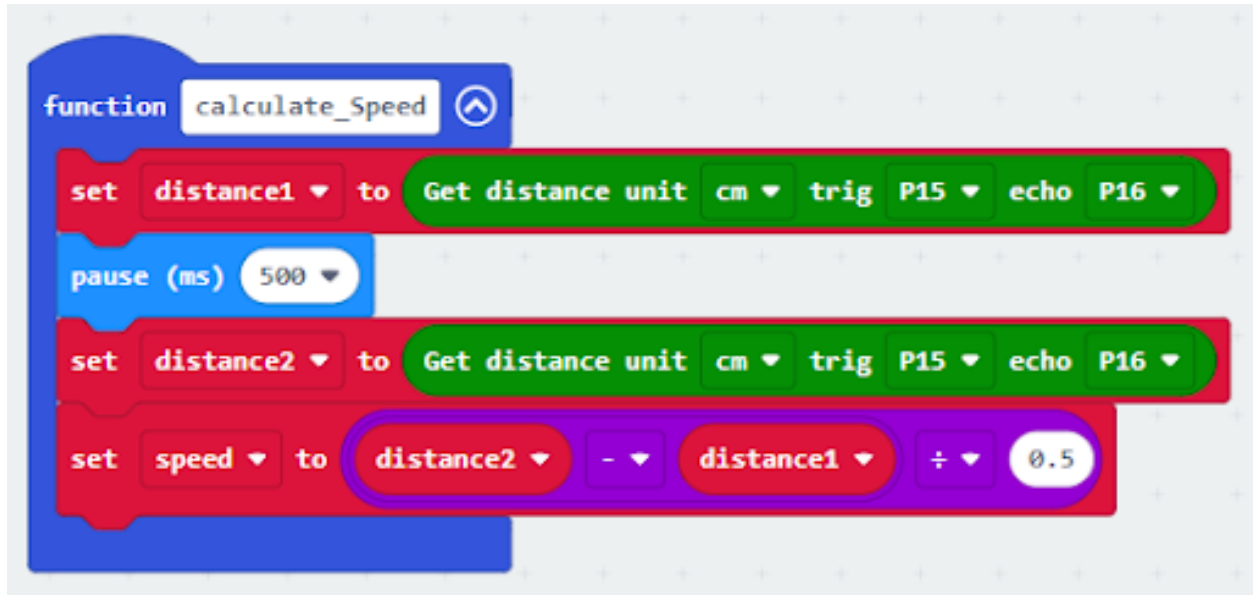 function calculate_Speed
set distance1 to Get distance unit cm trig P15 echo P16
pause (ms) 500
set distance2 to Get distance unit cm trig P15 echo P16
set speed to distance2 - distance1 ÷ 0.5